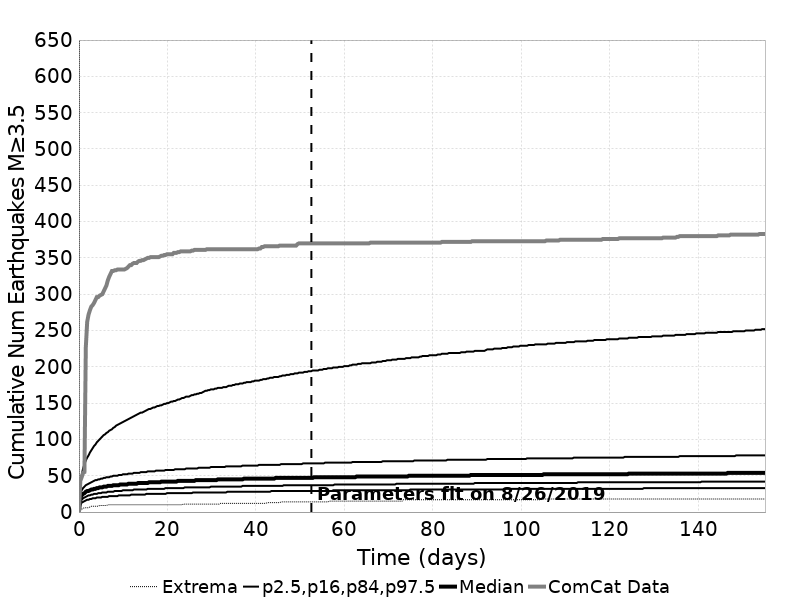 650
600
550
500
450
400
350
300
250
200
150
100
50
0
Cumulative Num Earthquakes M≥3.5
Parameters fit on 8/26/2019
0 20 40 60 80 100 120 140
Time (days)
Extrema p2.5,p16,p84,p97.5 Median ComCat Data